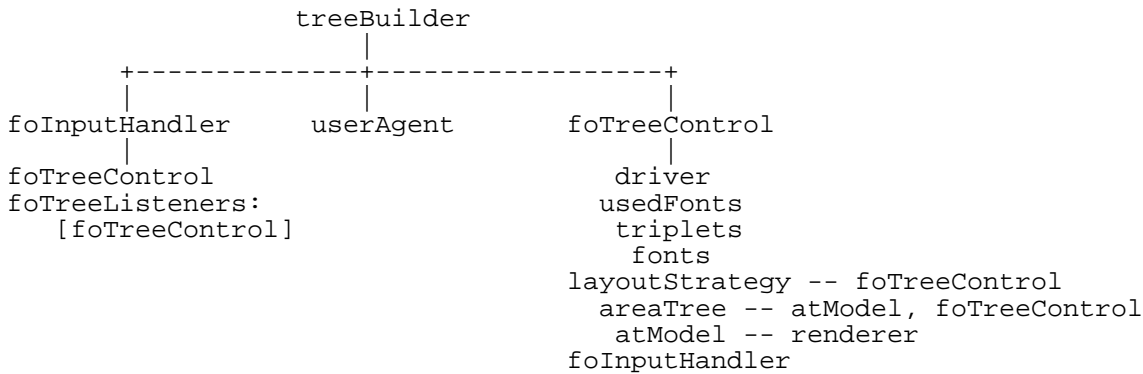 treeBuilder
|
+--------------+------------------+
| | |
foInputHandler userAgent foTreeControl
| |
foTreeControl driver
foTreeListeners: usedFonts
[foTreeControl] triplets
fonts
layoutStrategy -- foTreeControl
areaTree -- atModel, foTreeControl
atModel -- renderer
foInputHandler